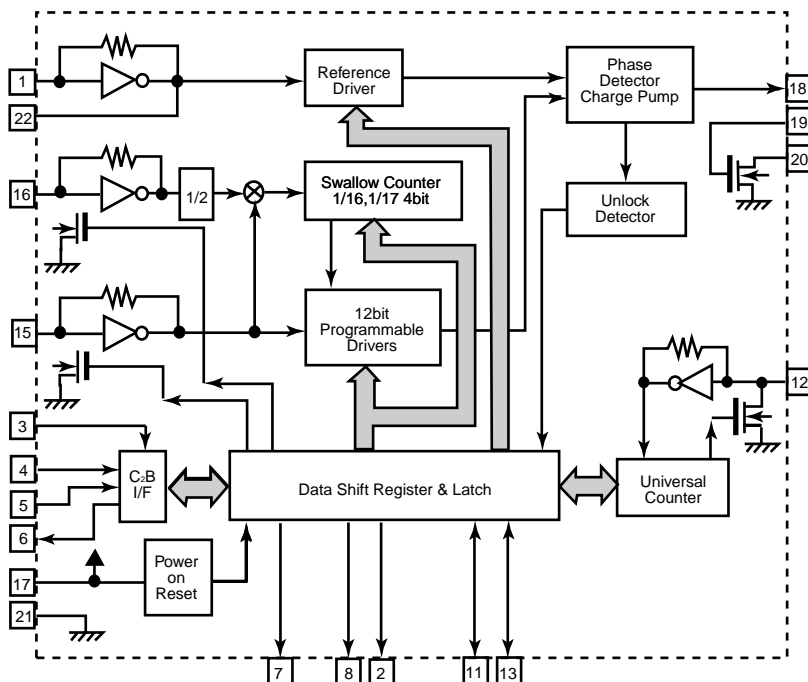 1
22
Reference
Driver
Phase
Detector
Charge Pump
18
19
20
16
1/2
Swallow Counter
1/16,1/17 4bit
Unlock
Detector
15
12bit
Programmable
Drivers
12
3
4
5
6
C₂B
I/F
Data Shift Register & Latch
Universal
Counter
17
Power
on
Reset
21
7
8
2
11
13